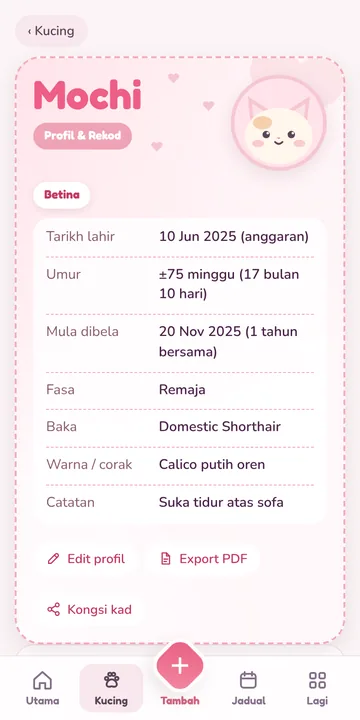 ‹ Kucing
Mochi
Profil & Rekod
Betina
Tarikh lahir 10 Jun 2025 (anggaran)
Umur ±75 minggu (17 bulan
10 hari)
Mula dibela 20 Nov 2025 (1 tahun
bersama)
Fasa Remaja
Baka Domestic Shorthair
Warna / corak Calico putih oren
Catatan Suka tidur atas sofa
Edit profil Export PDF
Kongsi kad
Utama Kucing Tambah Jadual Lagi